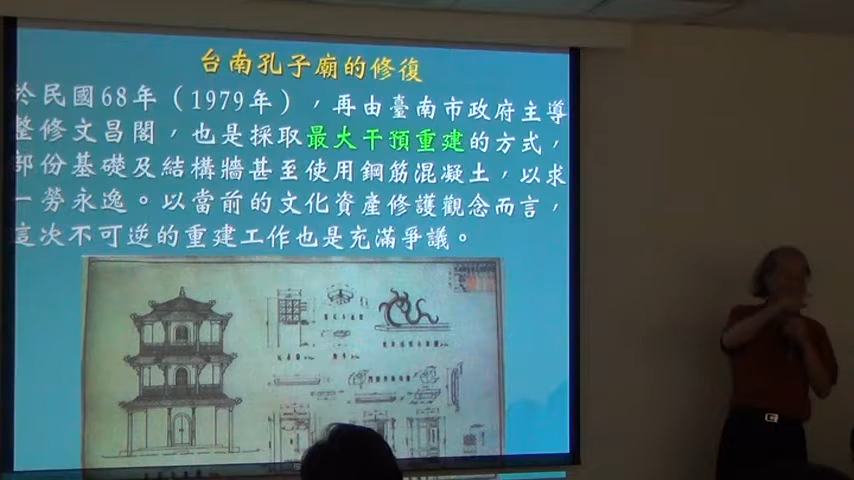 台南孔子廟的修復
於民國68年（1979年），再由臺南市政府主導
整修文昌閣，也是採取最大干預重建的方式，
部份基礎及結構牆甚至使用鋼筋混凝土，以求
一勞永逸。以當前的文化資產修護觀念而言，
這次不可逆的重建工作也是充滿爭議。